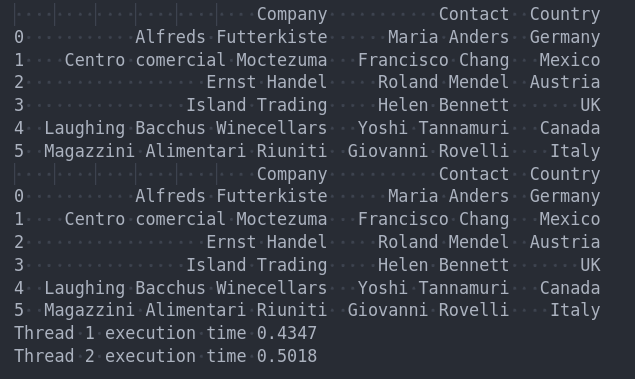 Company Contact Country
0 Alfreds Futterkiste Maria Anders Germany
1 Centro comercial Moctezuma Francisco Chang Mexico
2 Ernst Handel Roland Mendel Austria
3 Island Trading Helen Bennett UK
4 Laughing Bacchus Winecellars Yoshi Tannamuri Canada
5 Magazzini Alimentari Riuniti Giovanni Rovelli Italy
Company Contact Country
0 Alfreds Futterkiste Maria Anders Germany
1 Centro comercial Moctezuma Francisco Chang Mexico
2 Ernst Handel Roland Mendel Austria
3 Island Trading Helen Bennett UK
4 Laughing Bacchus Winecellars Yoshi Tannamuri Canada
5 Magazzini Alimentari Riuniti Giovanni Rovelli Italy
Thread 1 execution time 0.4347
Thread 2 execution time 0.5018